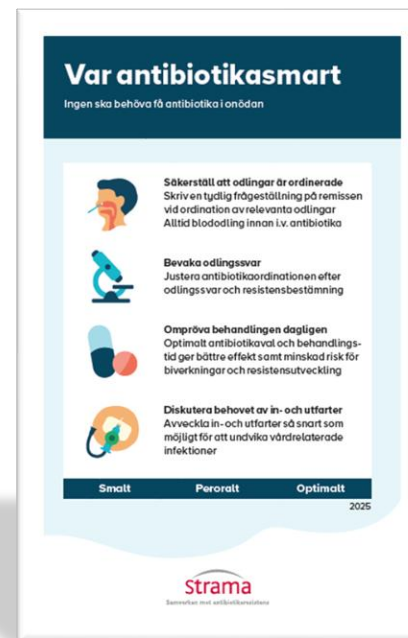 Var antibiotikasmart
Ingen ska behöva få antibiotika i onödan
Säkerställ att odlingar är ordinerade
Skriv en tydlig frågeställning på remissen
vid ordination av relevanta odlingar
Alltid blododling innan i.v. antibiotika
Bevaka odlingssvar
Justera antibiotikaordinationen efter
odlingssvar och resistensbestämning
Ompröva behandlingen dagligen
Optimalt antibiotikaval och behandlings-
tid ger bättre effekt samt minskad risk för
biverkningar och resistensutveckling
Diskutera behovet av in- och utfarter
Avveckla in- och utfarter så snart som
möjligt för att undvika vårdrelaterade
infektioner
Smalt Peroralt Optimalt
2025
strama
Samverkan mot antibiotikaresistens